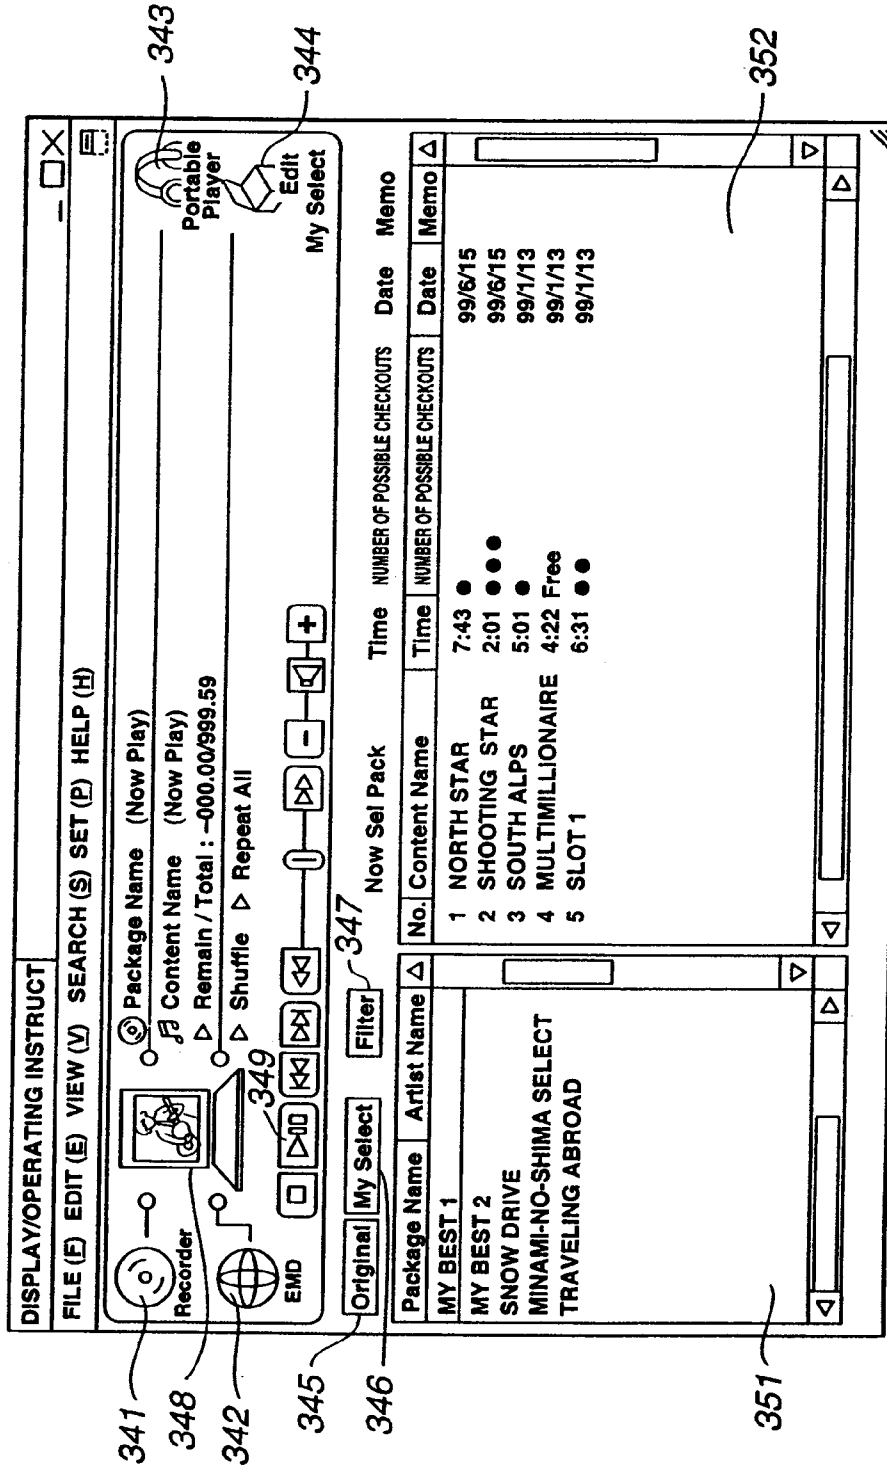 DISPLAY/OPERATING INSTRUCT
FILE (F) EDIT (E) VIEW (V) SEARCH (S) SET (P) HELP (H)
341
Recorder
348
342
EMD
Package Name (Now Play)
Content Name (Now Play)
Remain / Total : –000.00/999.59
Shuffle Repeat All
349
– +
Portable
Player
343
Edit
344
My Select
345
Original
346
My Select
Filter
347
Now Sel Pack Time NUMBER OF POSSIBLE CHECKOUTS Date Memo
Package Name Artist Name
MY BEST 1
MY BEST 2
SNOW DRIVE
MINAMI-NO-SHIMA SELECT
TRAVELING ABROAD
351
No. Content Name Time NUMBER OF POSSIBLE CHECKOUTS Date Memo
1 NORTH STAR 7:43 ● 99/6/15
2 SHOOTING STAR 2:01 ●●● 99/6/15
3 SOUTH ALPS 5:01 ● 99/1/13
4 MULTIMILLIONAIRE 4:22 Free 99/1/13
5 SLOT 1 6:31 ●● 99/1/13
352